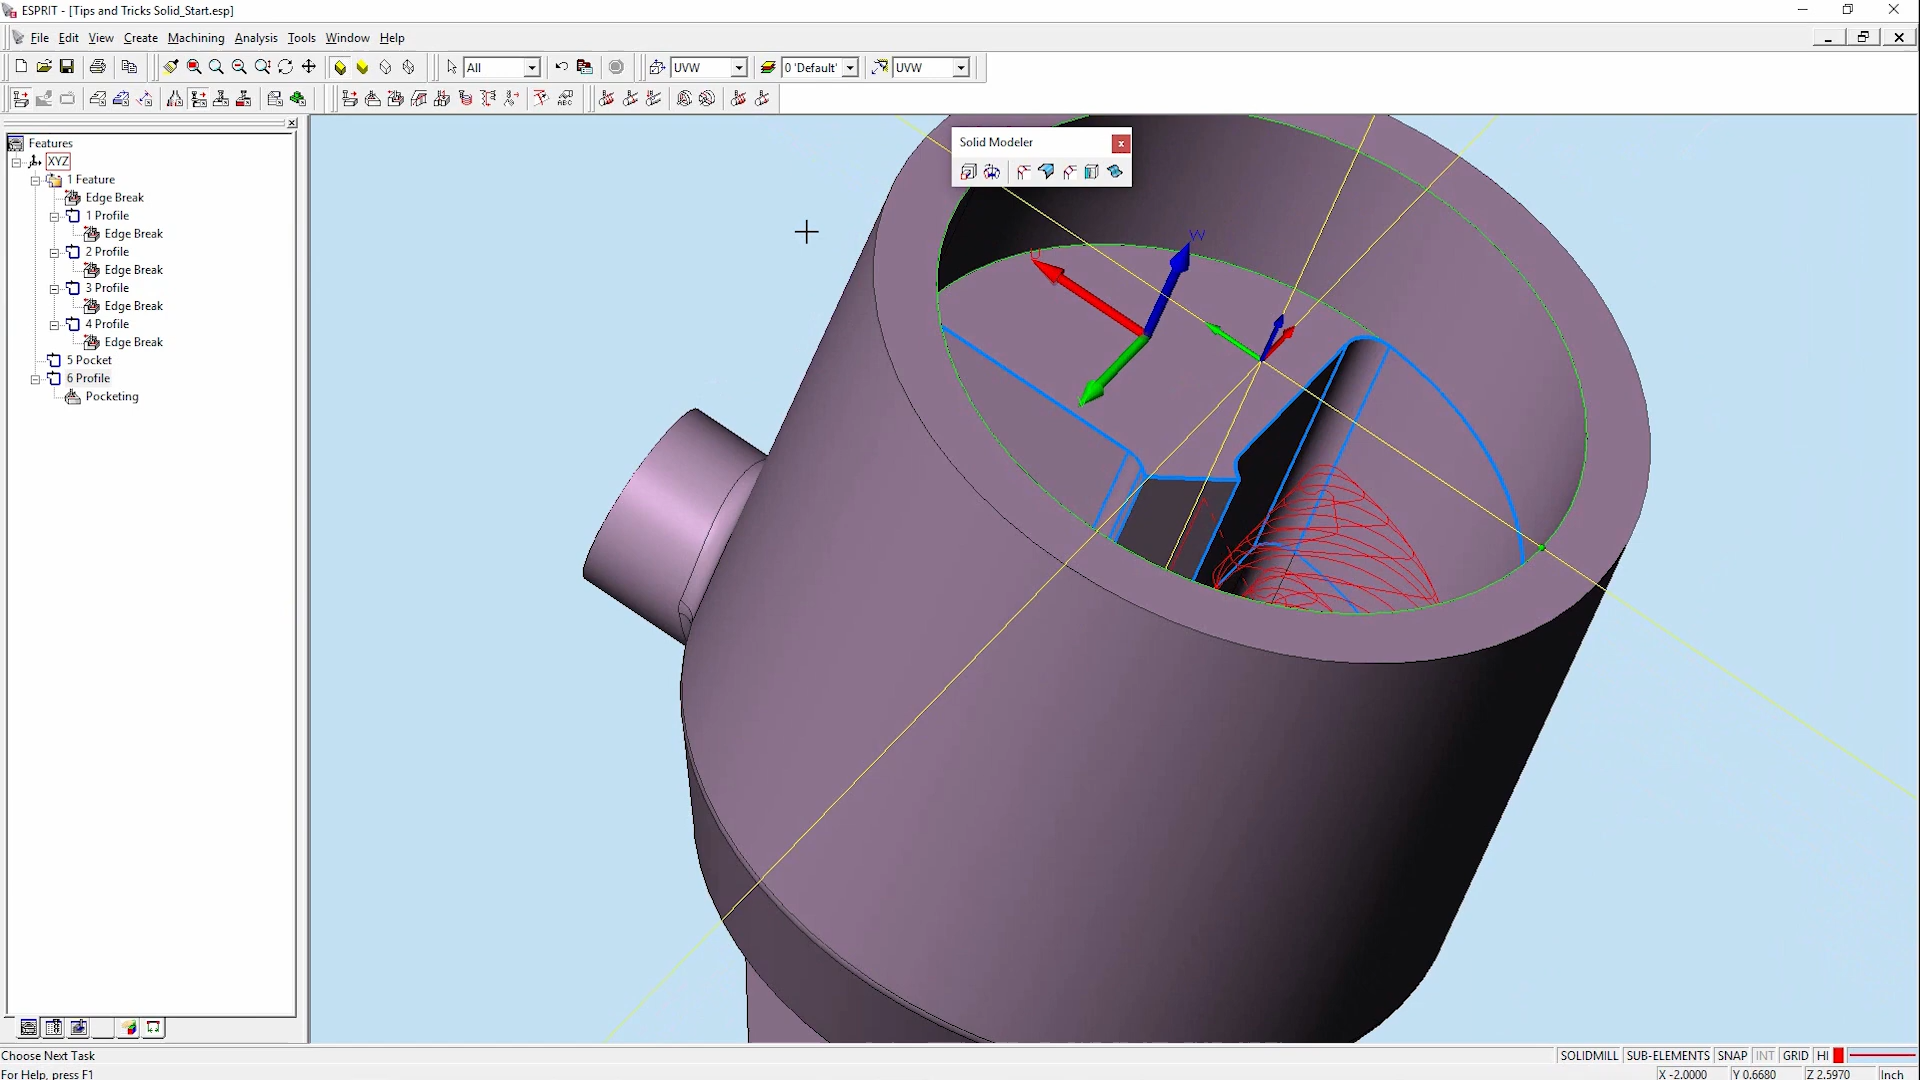 ESPRIT - [Tips and Tricks Solid_Start.esp]
File Edit View Create Machining Analysis Tools Window Help
All UVW 0 'Default' UVW
ABC
Features
XYZ
1 Feature
Edge Break
1 Profile
Edge Break
2 Profile
Edge Break
3 Profile
Edge Break
4 Profile
Edge Break
5 Pocket
6 Profile
Pocketing
Solid Modeler
W
U
Choose Next Task
SOLIDMILL SUB-ELEMENTS SNAP INT GRID HI
For Help, press F1
X -2.0000 Y 0.6680 Z 2.5970 Inch